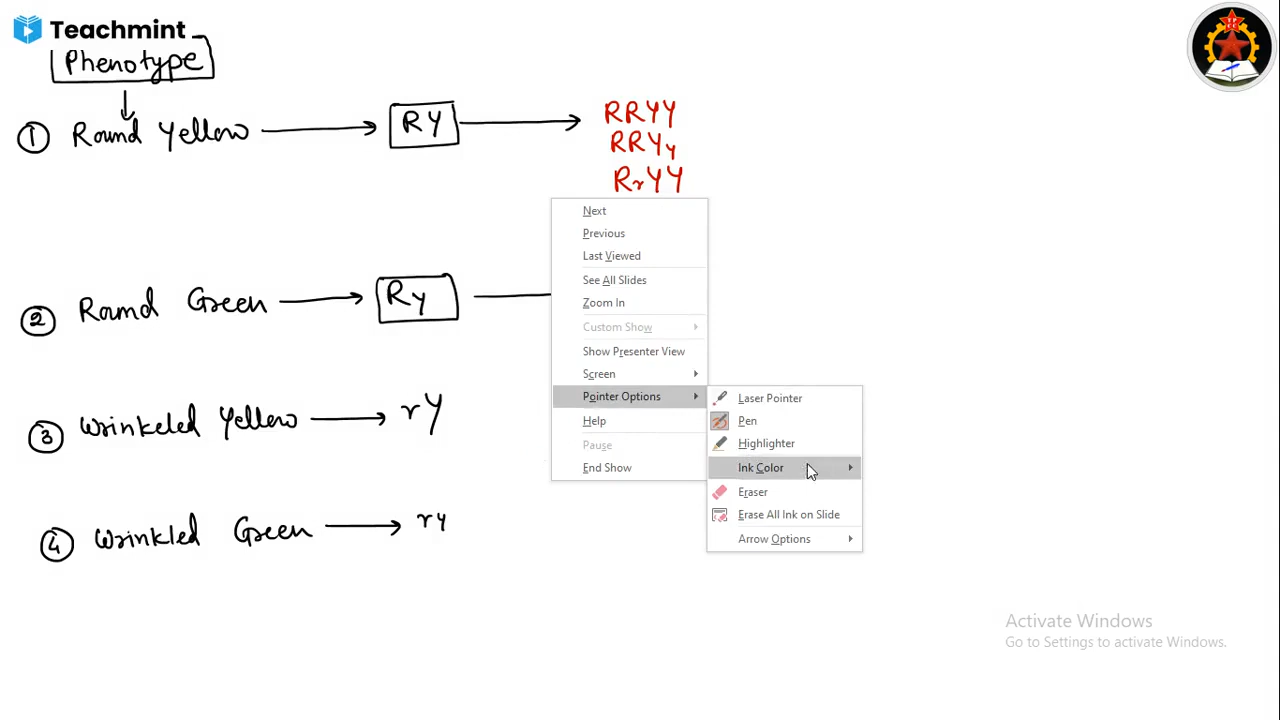 Teachmint
Phenotype
① Round Yellow → RY → RRYY
RRYy
RrYY
② Round Green → Ry
③ Wrinkeled Yellow → rY
④ Wrinkled Green → ry
Next
Previous
Last Viewed
See All Slides
Zoom In
Custom Show
Show Presenter View
Screen
Pointer Options
Help
Pause
End Show
Laser Pointer
Pen
Highlighter
Ink Color
Eraser
Erase All Ink on Slide
Arrow Options
Activate Windows
Go to Settings to activate Windows.